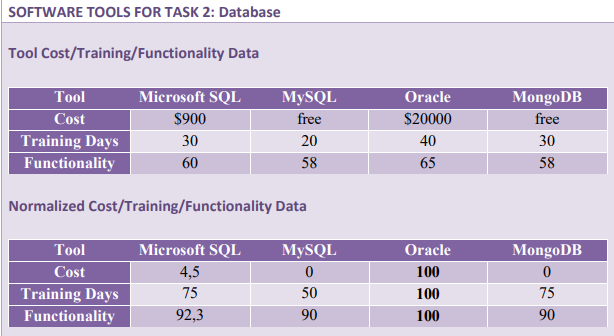 SOFTWARE TOOLS FOR TASK 2: Database
Tool Cost/Training/Functionality Data
Tool Microsoft SQL MySQL Oracle MongoDB
Cost $900 free $20000 free
Training Days 30 20 40 30
Functionality 60 58 65 58
Normalized Cost/Training/Functionality Data
Tool Microsoft SQL MySQL Oracle MongoDB
Cost 4,5 0 100 0
Training Days 75 50 100 75
Functionality 92,3 90 100 90